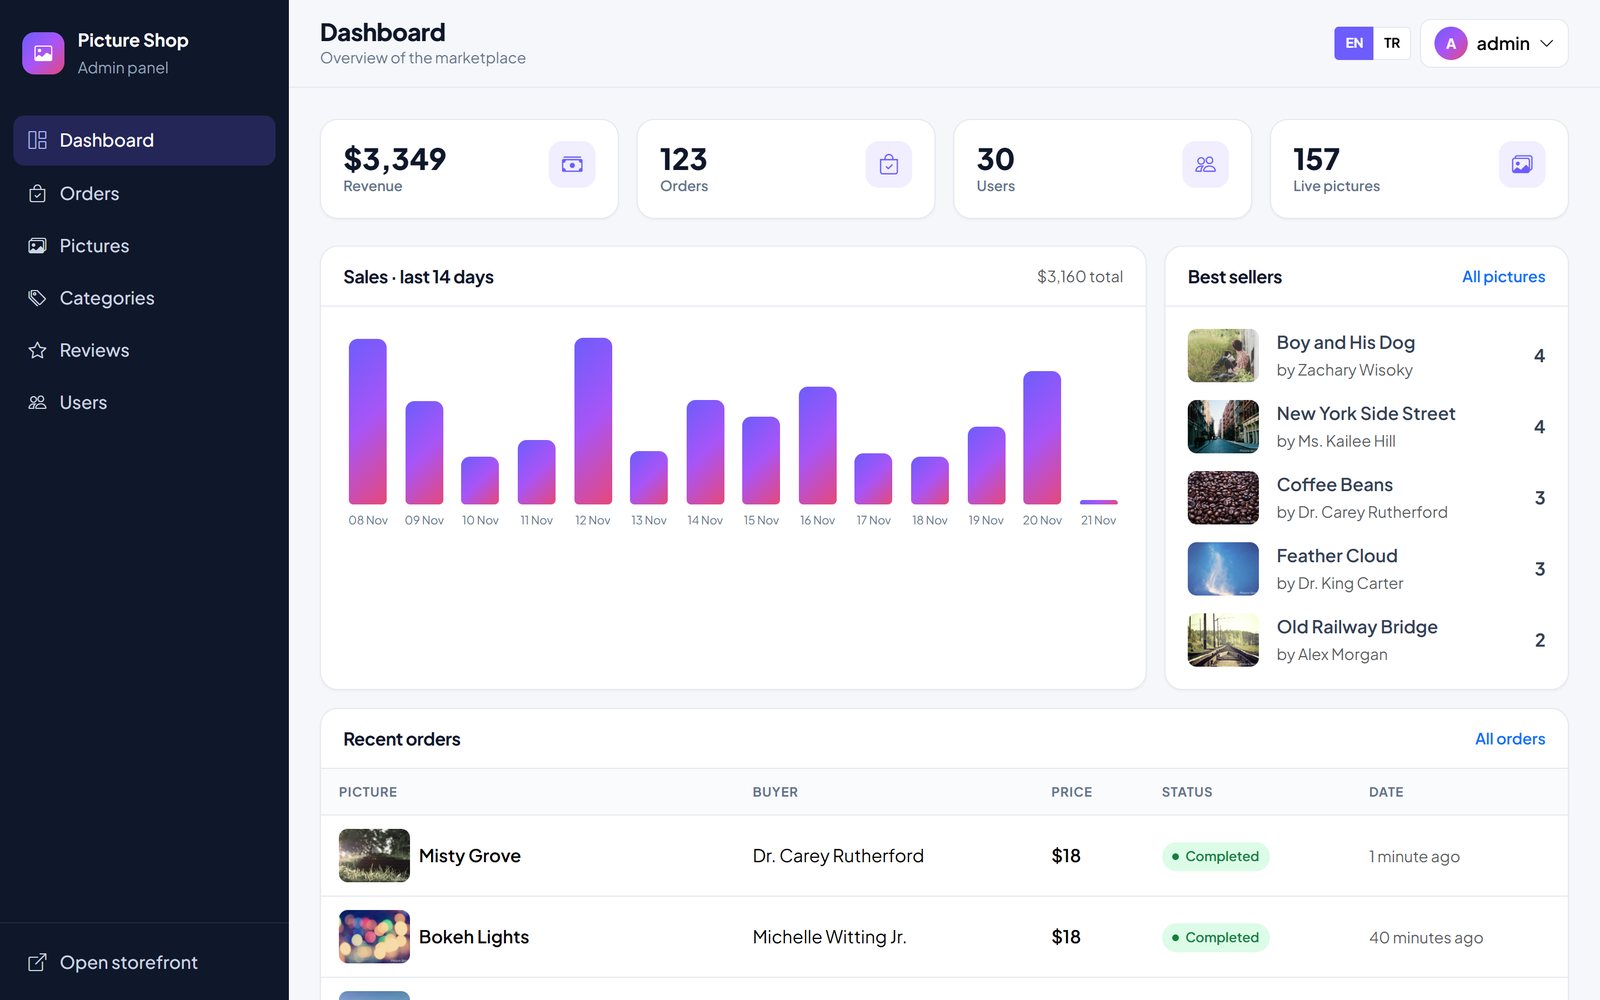 Picture Shop
Admin panel
Dashboard
Orders
Pictures
Categories
Reviews
Users
Open storefront
Dashboard
Overview of the marketplace
EN TR
A admin
$3,349
Revenue
123
Orders
30
Users
157
Live pictures
Sales · last 14 days
$3,160 total
08 Nov 09 Nov 10 Nov 11 Nov 12 Nov 13 Nov 14 Nov 15 Nov 16 Nov 17 Nov 18 Nov 19 Nov 20 Nov 21 Nov
Best sellers
All pictures
Boy and His Dog
by Zachary Wisoky
4
New York Side Street
by Ms. Kailee Hill
4
Coffee Beans
by Dr. Carey Rutherford
3
Feather Cloud
by Dr. King Carter
3
Old Railway Bridge
by Alex Morgan
2
Recent orders
All orders
PICTURE BUYER PRICE STATUS DATE
Misty Grove Dr. Carey Rutherford $18 Completed 1 minute ago
Bokeh Lights Michelle Witting Jr. $18 Completed 40 minutes ago